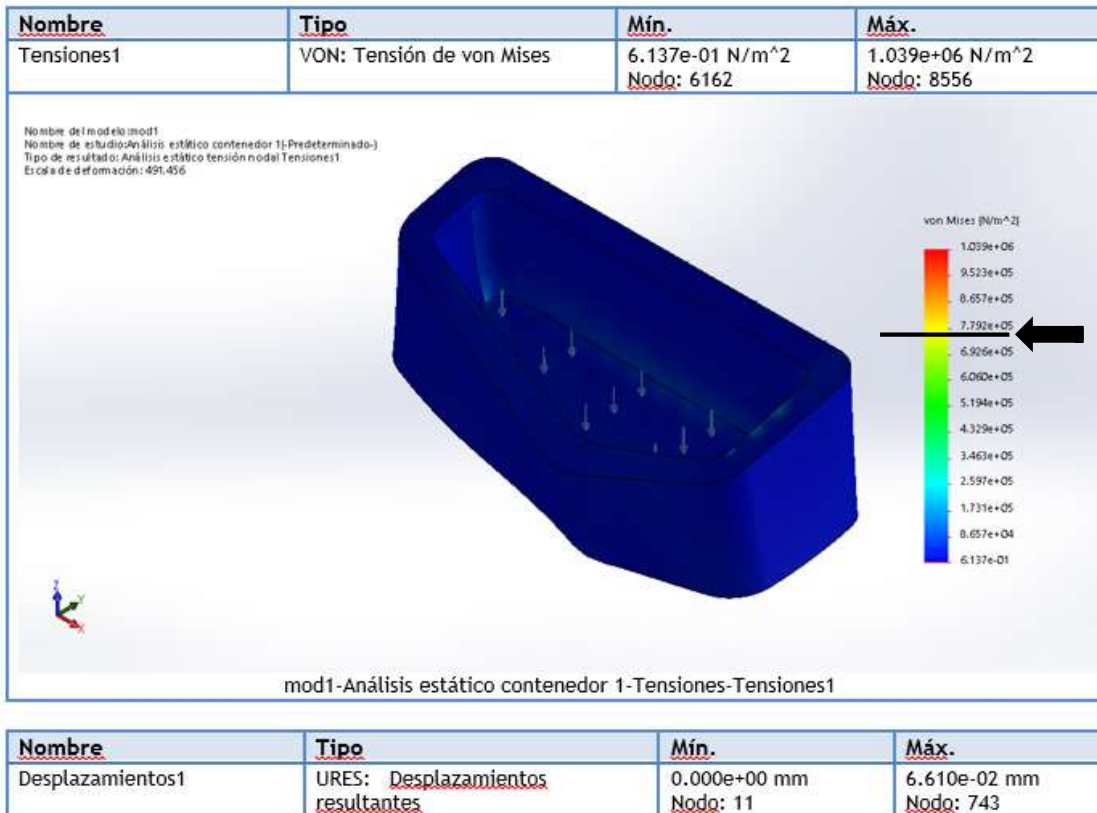 Nombre Tipo Mín. Máx.
Tensiones1 VON: Tensión de von Mises 6.137e-01 N/m^2 1.039e+06 N/m^2
Nodo: 6162 Nodo: 8556
Nombre del modelo:mod1
Nombre de estudio:Análisis estático contenedor 1(-Predeterminado-)
Tipo de resultado: Análisis estático tensión nodal Tensiones1
Escala de deformación: 491.456
von Mises (N/m^2)
1.039e+06
9.523e+05
8.657e+05
7.792e+05
6.926e+05
6.060e+05
5.194e+05
4.329e+05
3.463e+05
2.597e+05
1.731e+05
8.657e+04
6.137e-01
Z
Y
X
mod1-Análisis estático contenedor 1-Tensiones-Tensiones1
Nombre Tipo Mín. Máx.
Desplazamientos1 URES: Desplazamientos 0.000e+00 mm 6.610e-02 mm
resultantes Nodo: 11 Nodo: 743